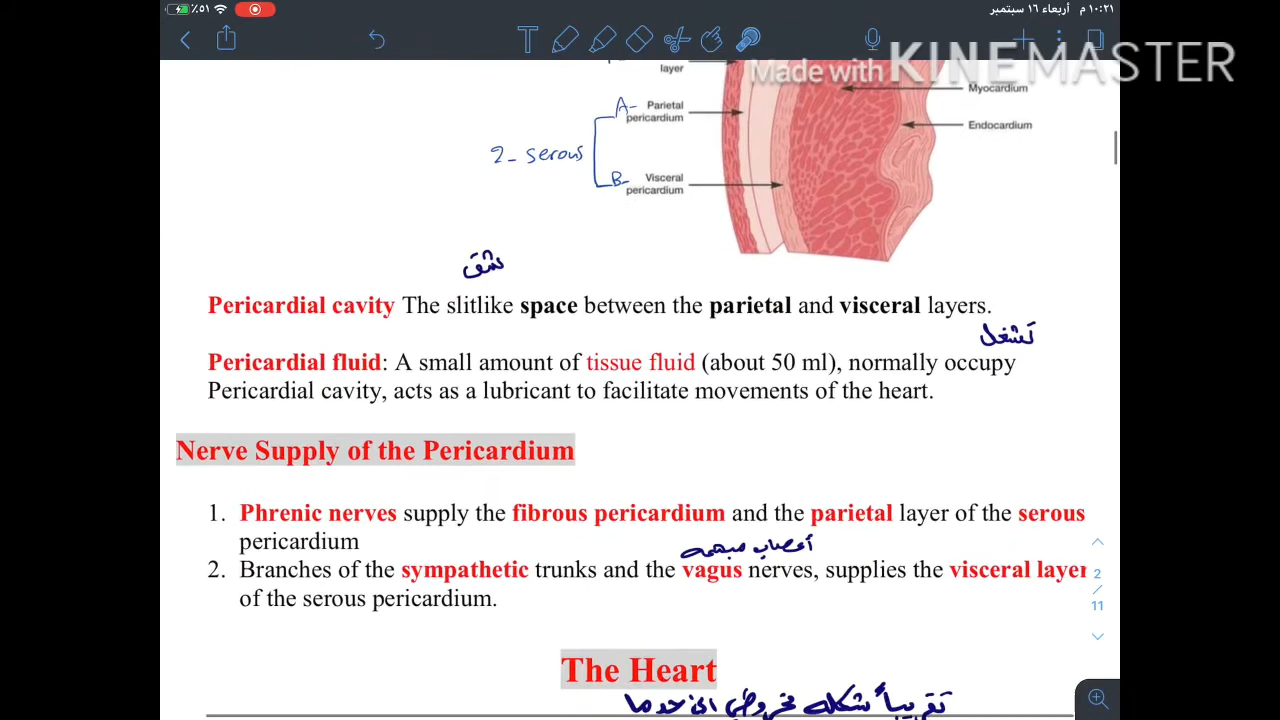 ٪٥١
١٠:٢١ م أربعاء ١٦ سبتمبر
Made with KINEMASTER
layer
Myocardium
A- Parietal
pericardium
Endocardium
2- serous
B- Visceral
pericardium
شق
Pericardial cavity The slitlike space between the parietal and visceral layers.
تشغل
Pericardial fluid: A small amount of tissue fluid (about 50 ml), normally occupy
Pericardial cavity, acts as a lubricant to facilitate movements of the heart.
Nerve Supply of the Pericardium
1. Phrenic nerves supply the fibrous pericardium and the parietal layer of the serous
pericardium
أعصاب مبهمه
2. Branches of the sympathetic trunks and the vagus nerves, supplies the visceral layer
of the serous pericardium.
2
/
11
The Heart
تقريباً شكله مخروطي